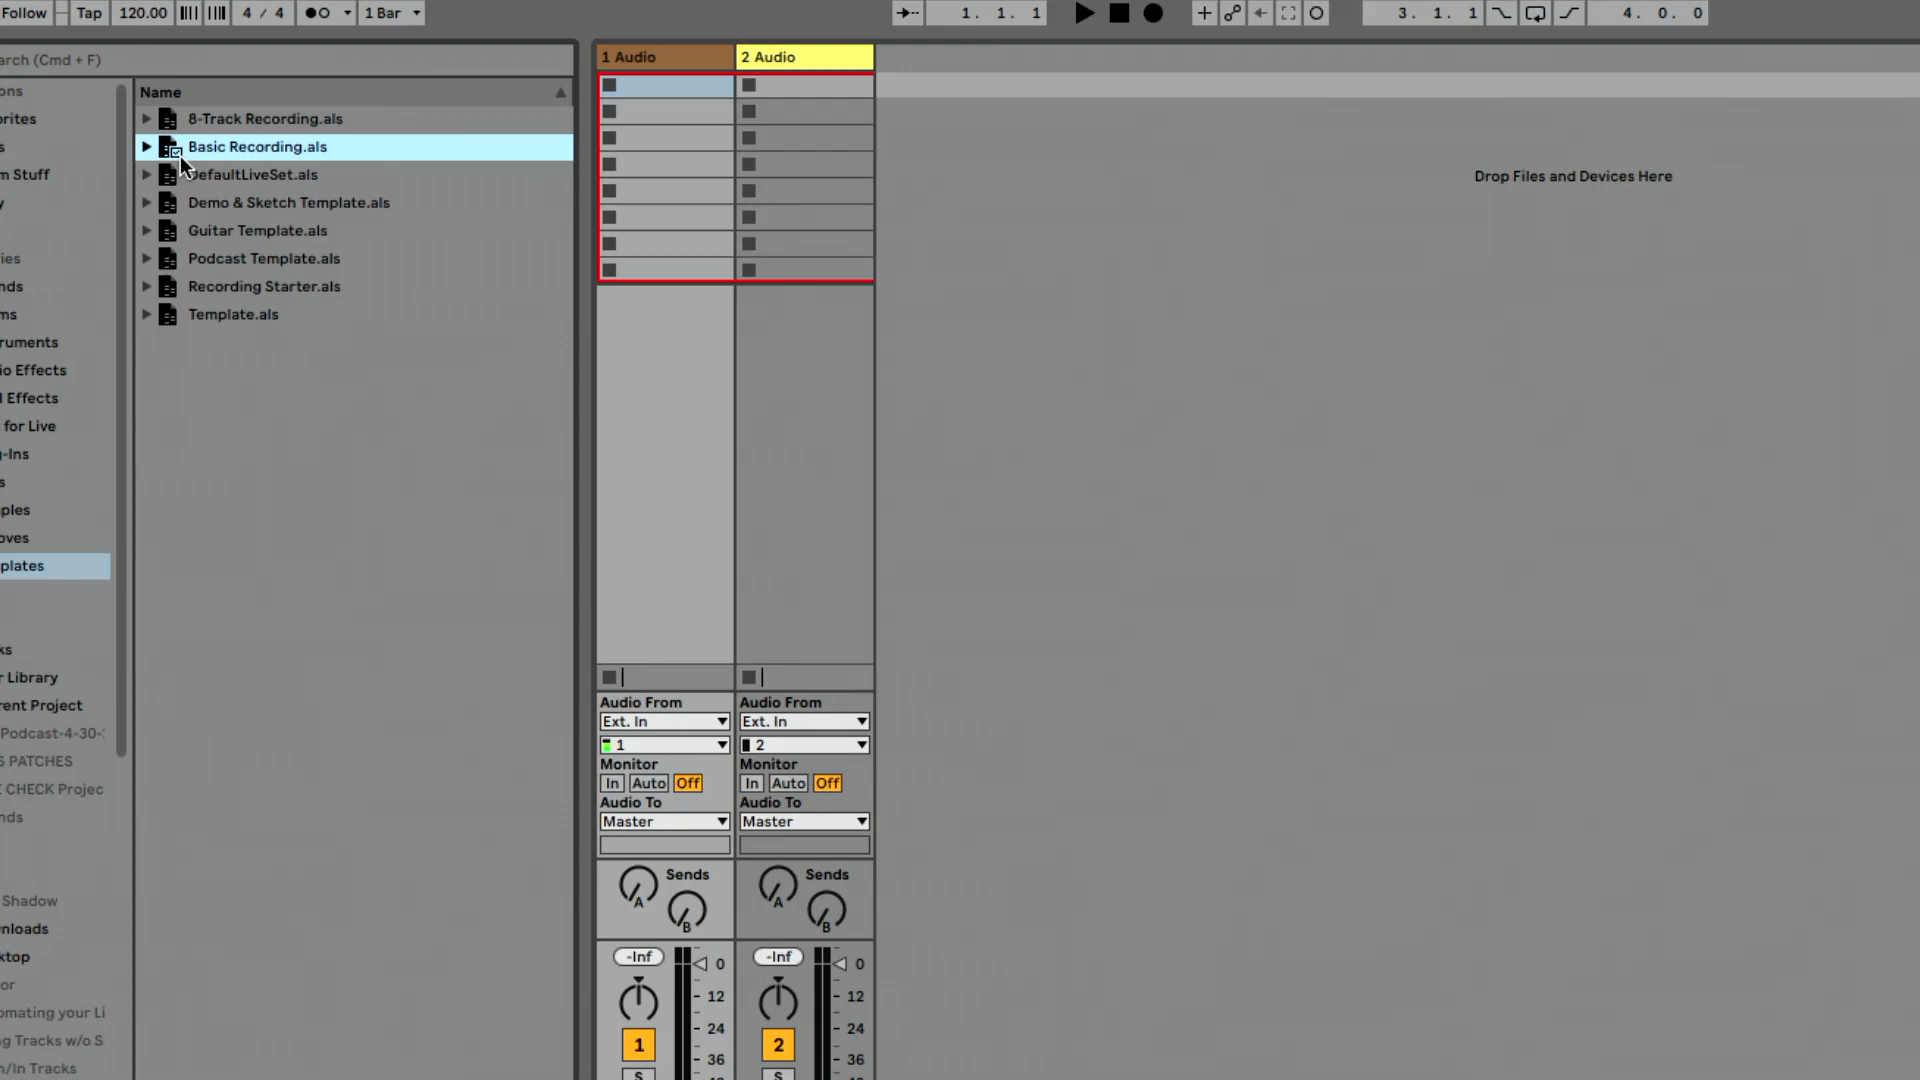 Follow Tap 120.00 4 / 4 1 Bar 1. 1. 1 3. 1. 1 4. 0. 0
arch (Cmd + F)
ons
orites
s
m Stuff
y
ies
nds
ms
ruments
io Effects
l Effects
for Live
g-Ins
s
ples
oves
plates
ks
r Library
rent Project
Podcast-4-30-
S PATCHES
E CHECK Projec
nds
Shadow
wnloads
ktop
or
omating your Li
ng Tracks w/o S
n/In Tracks
Name
8-Track Recording.als
Basic Recording.als
DefaultLiveSet.als
Demo & Sketch Template.als
Guitar Template.als
Podcast Template.als
Recording Starter.als
Template.als
1 Audio 2 Audio
Drop Files and Devices Here
Audio From Audio From
Ext. In Ext. In
1 2
Monitor Monitor
In Auto Off In Auto Off
Audio To Audio To
Master Master
Sends Sends
A B A B
-Inf 0 -Inf 0
12 12
24 24
1 2
36 36
S S